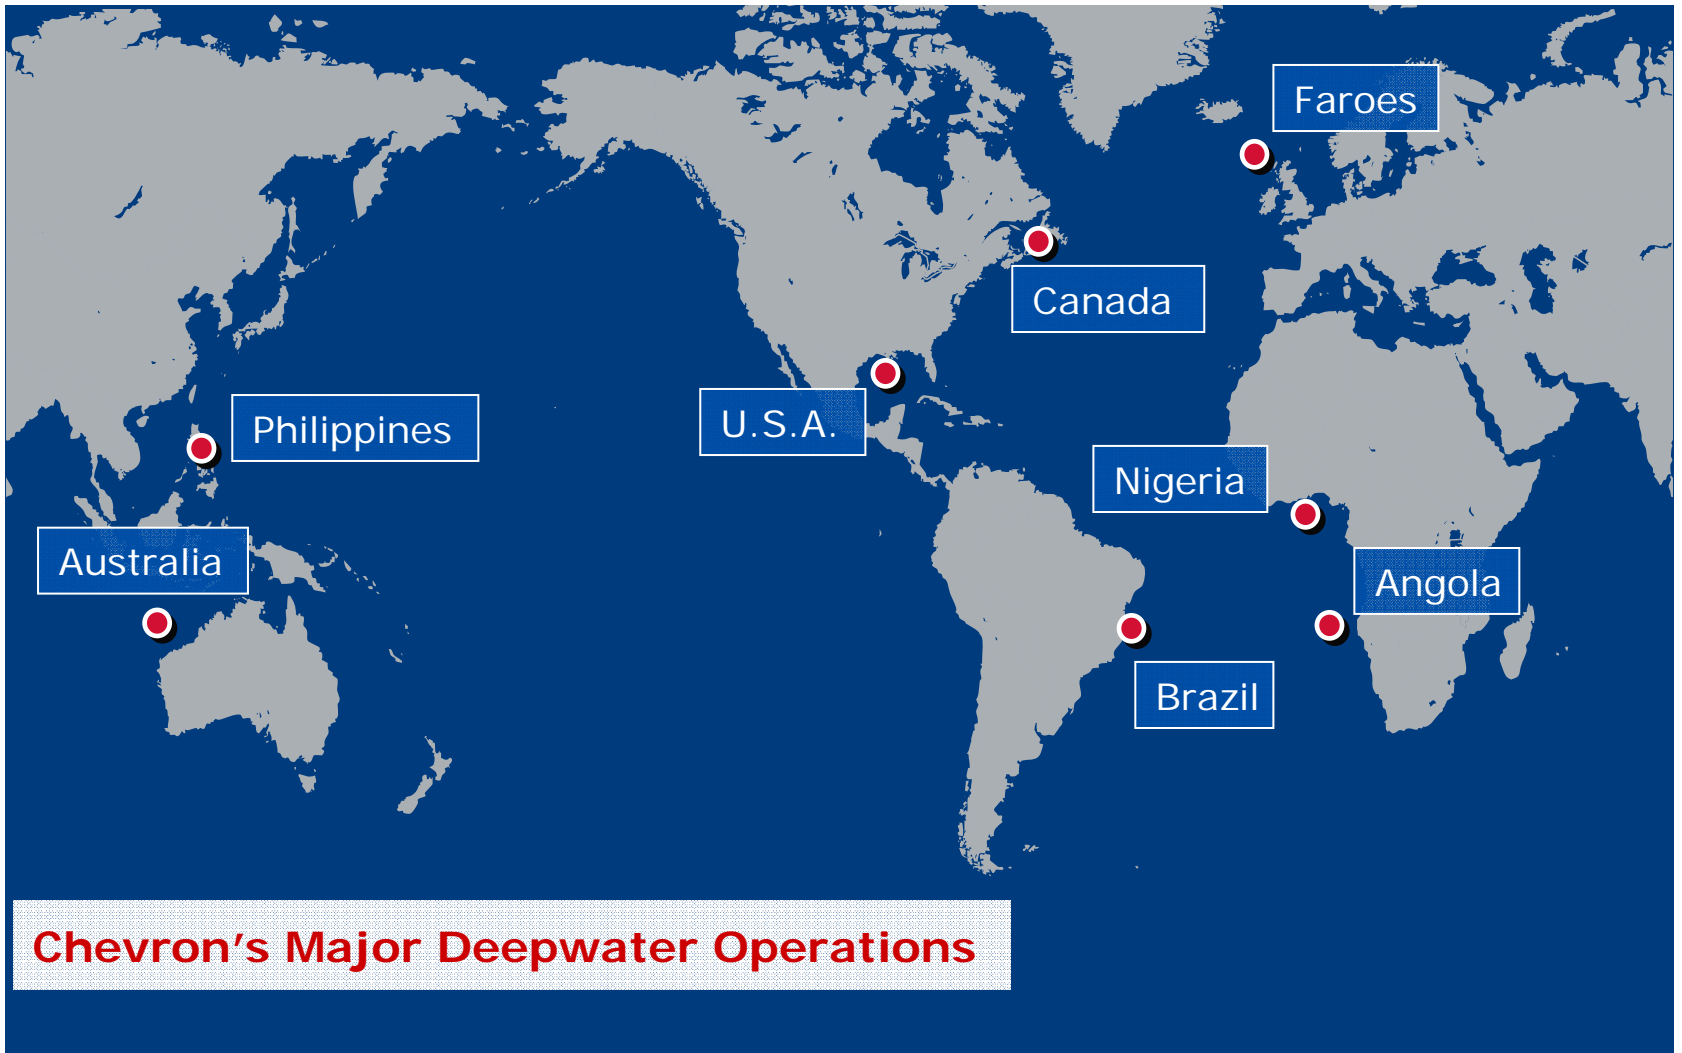 Faroes
Canada
Philippines
U.S.A.
Nigeria
Australia
Angola
Brazil
Chevron's Major Deepwater Operations